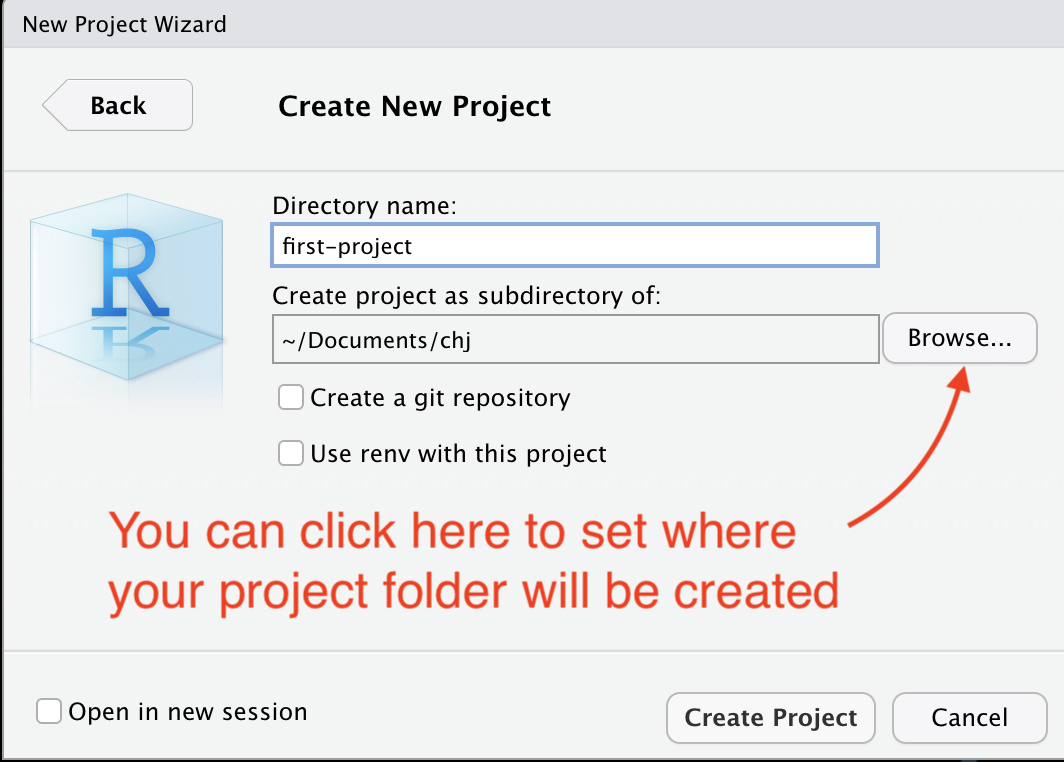 New Project Wizard
Back
Create New Project
R
Directory name:
first-project
Create project as subdirectory of:
~/Documents/chj
Browse...
Create a git repository
Use renv with this project
You can click here to set where
your project folder will be created
Open in new session
Create Project
Cancel